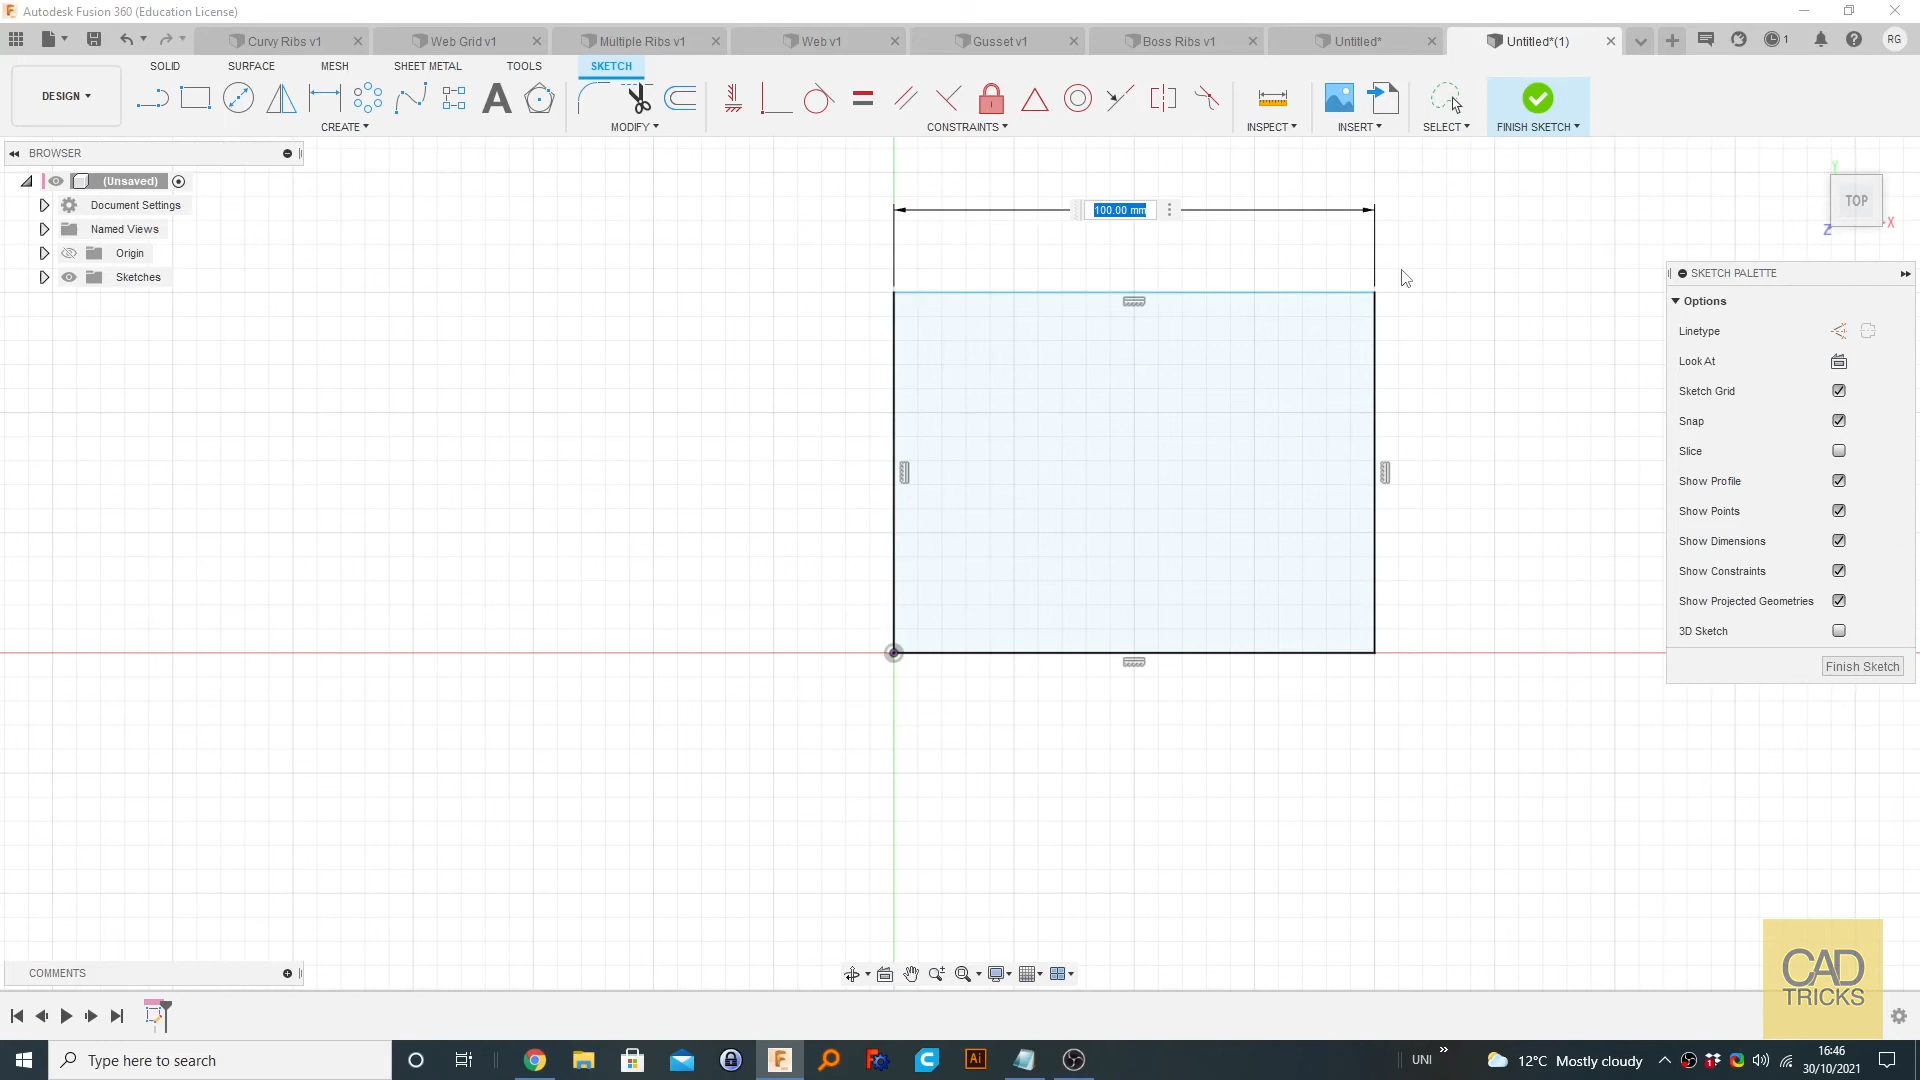 Autodesk Fusion 360 (Education License)
Curvy Ribs v1
Web Grid v1
Multiple Ribs v1
Web v1
Gusset v1
Boss Ribs v1
Untitled*
Untitled*(1)
1
RG
DESIGN
SOLID
SURFACE
MESH
SHEET METAL
TOOLS
SKETCH
CREATE
MODIFY
CONSTRAINTS
INSPECT
INSERT
SELECT
FINISH SKETCH
BROWSER
(Unsaved)
Document Settings
Named Views
Origin
Sketches
100.00 mm
Y
TOP
X
Z
SKETCH PALETTE
Options
Linetype
Look At
Sketch Grid
Snap
Slice
Show Profile
Show Points
Show Dimensions
Show Constraints
Show Projected Geometries
3D Sketch
Finish Sketch
COMMENTS
CAD
TRICKS
Type here to search
Ai
UNI
12°C Mostly cloudy
16:46
30/10/2021